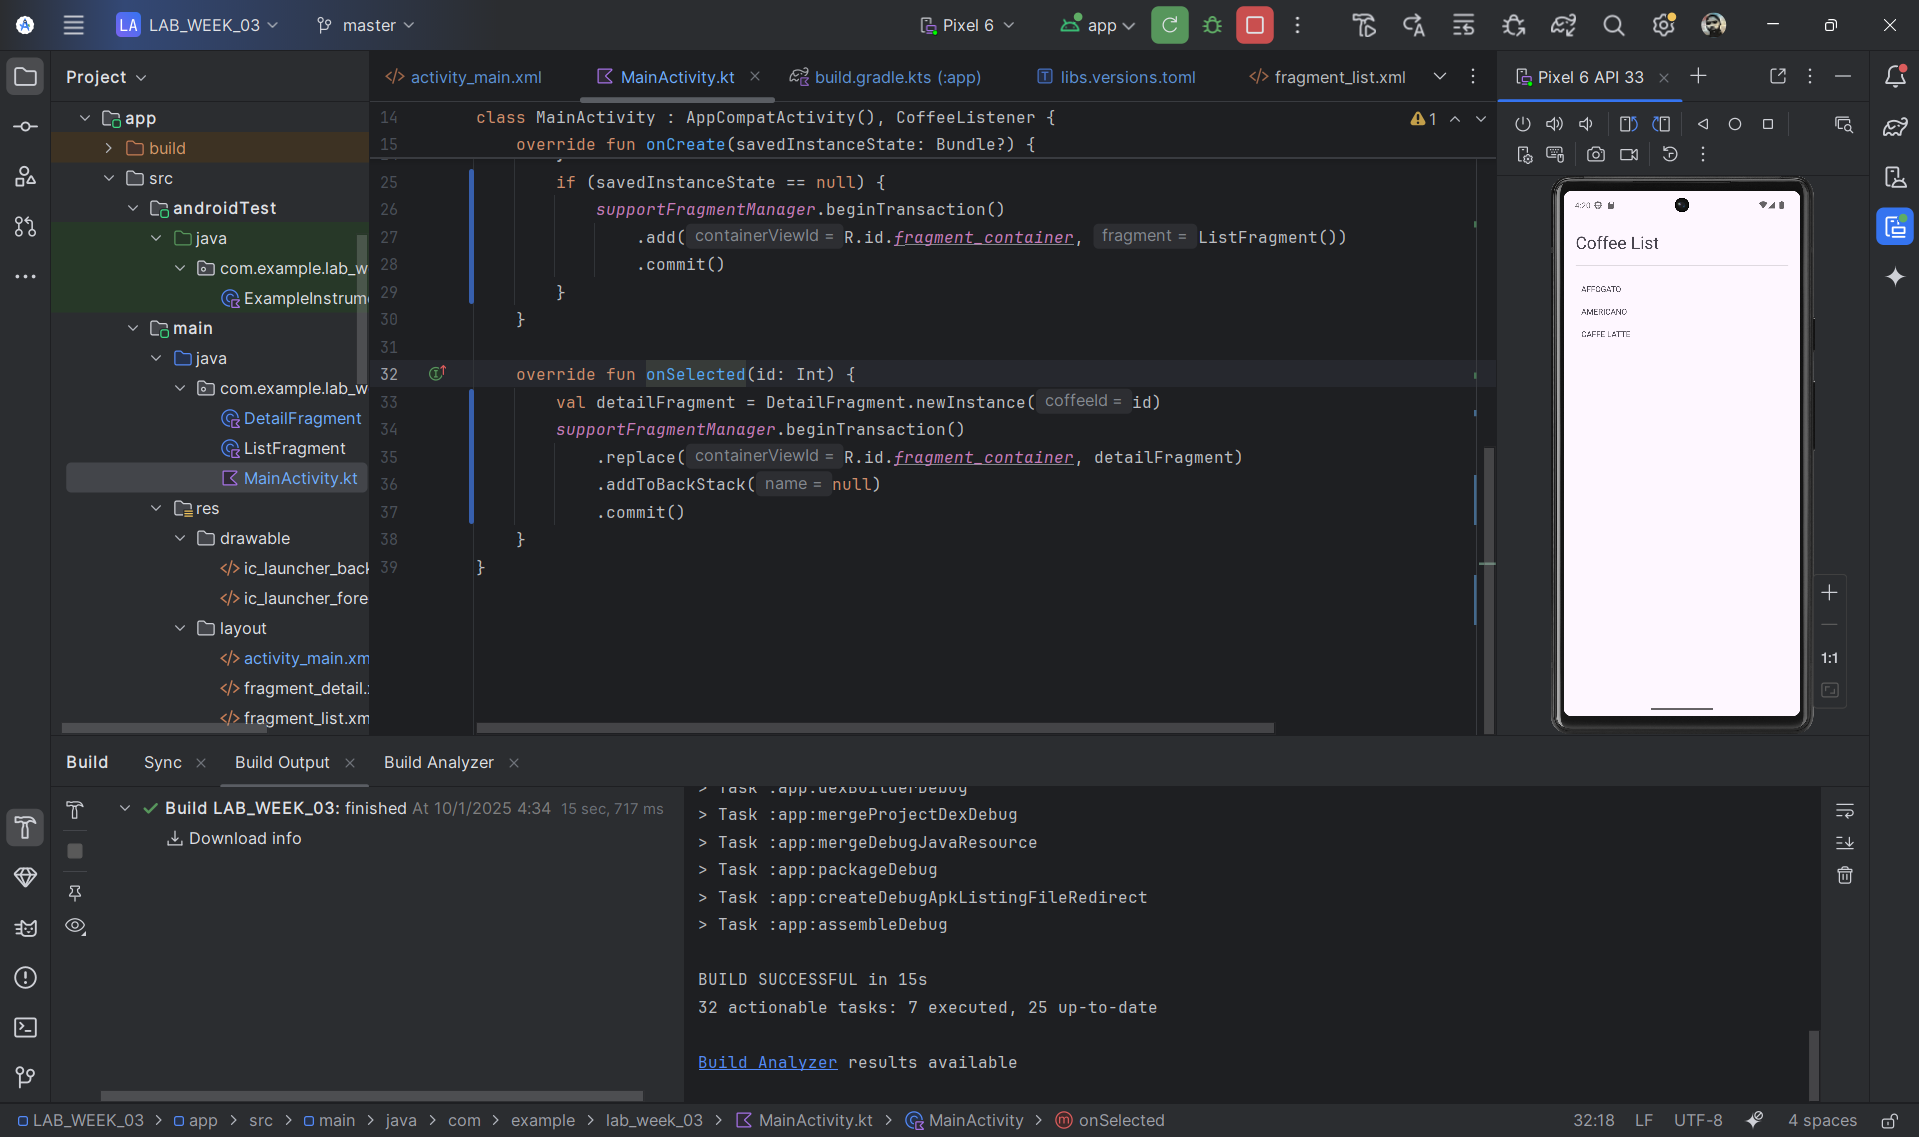 LA LAB_WEEK_03 master Pixel 6 app
Project
activity_main.xml MainActivity.kt build.gradle.kts (:app) libs.versions.toml fragment_list.xml
Pixel 6 API 33
app
build
src
androidTest
java
com.example.lab_w
ExampleInstrum
main
java
com.example.lab_w
DetailFragment
ListFragment
MainActivity.kt
res
drawable
ic_launcher_back
ic_launcher_fore
layout
activity_main.xm
fragment_detail.
fragment_list.xm
14 class MainActivity : AppCompatActivity(), CoffeeListener {
15 override fun onCreate(savedInstanceState: Bundle?) {
1
25 if (savedInstanceState == null) {
26 supportFragmentManager.beginTransaction()
27 .add( containerViewId = R.id.fragment_container, fragment = ListFragment())
28 .commit()
29 }
30 }
31
32 override fun onSelected(id: Int) {
33 val detailFragment = DetailFragment.newInstance( coffeeId = id)
34 supportFragmentManager.beginTransaction()
35 .replace( containerViewId = R.id.fragment_container, detailFragment)
36 .addToBackStack( name = null)
37 .commit()
38 }
39 }
4:20
Coffee List
AFFOGATO
AMERICANO
CAFFE LATTE
1:1
Build Sync Build Output Build Analyzer
Build LAB_WEEK_03: finished At 10/1/2025 4:34 15 sec, 717 ms
Download info
> Task :app:dexBuilderDebug
> Task :app:mergeProjectDexDebug
> Task :app:mergeDebugJavaResource
> Task :app:packageDebug
> Task :app:createDebugApkListingFileRedirect
> Task :app:assembleDebug
BUILD SUCCESSFUL in 15s
32 actionable tasks: 7 executed, 25 up-to-date
Build Analyzer results available
LAB_WEEK_03 > app > src > main > java > com > example > lab_week_03 > MainActivity.kt > MainActivity > onSelected
32:18 LF UTF-8 4 spaces